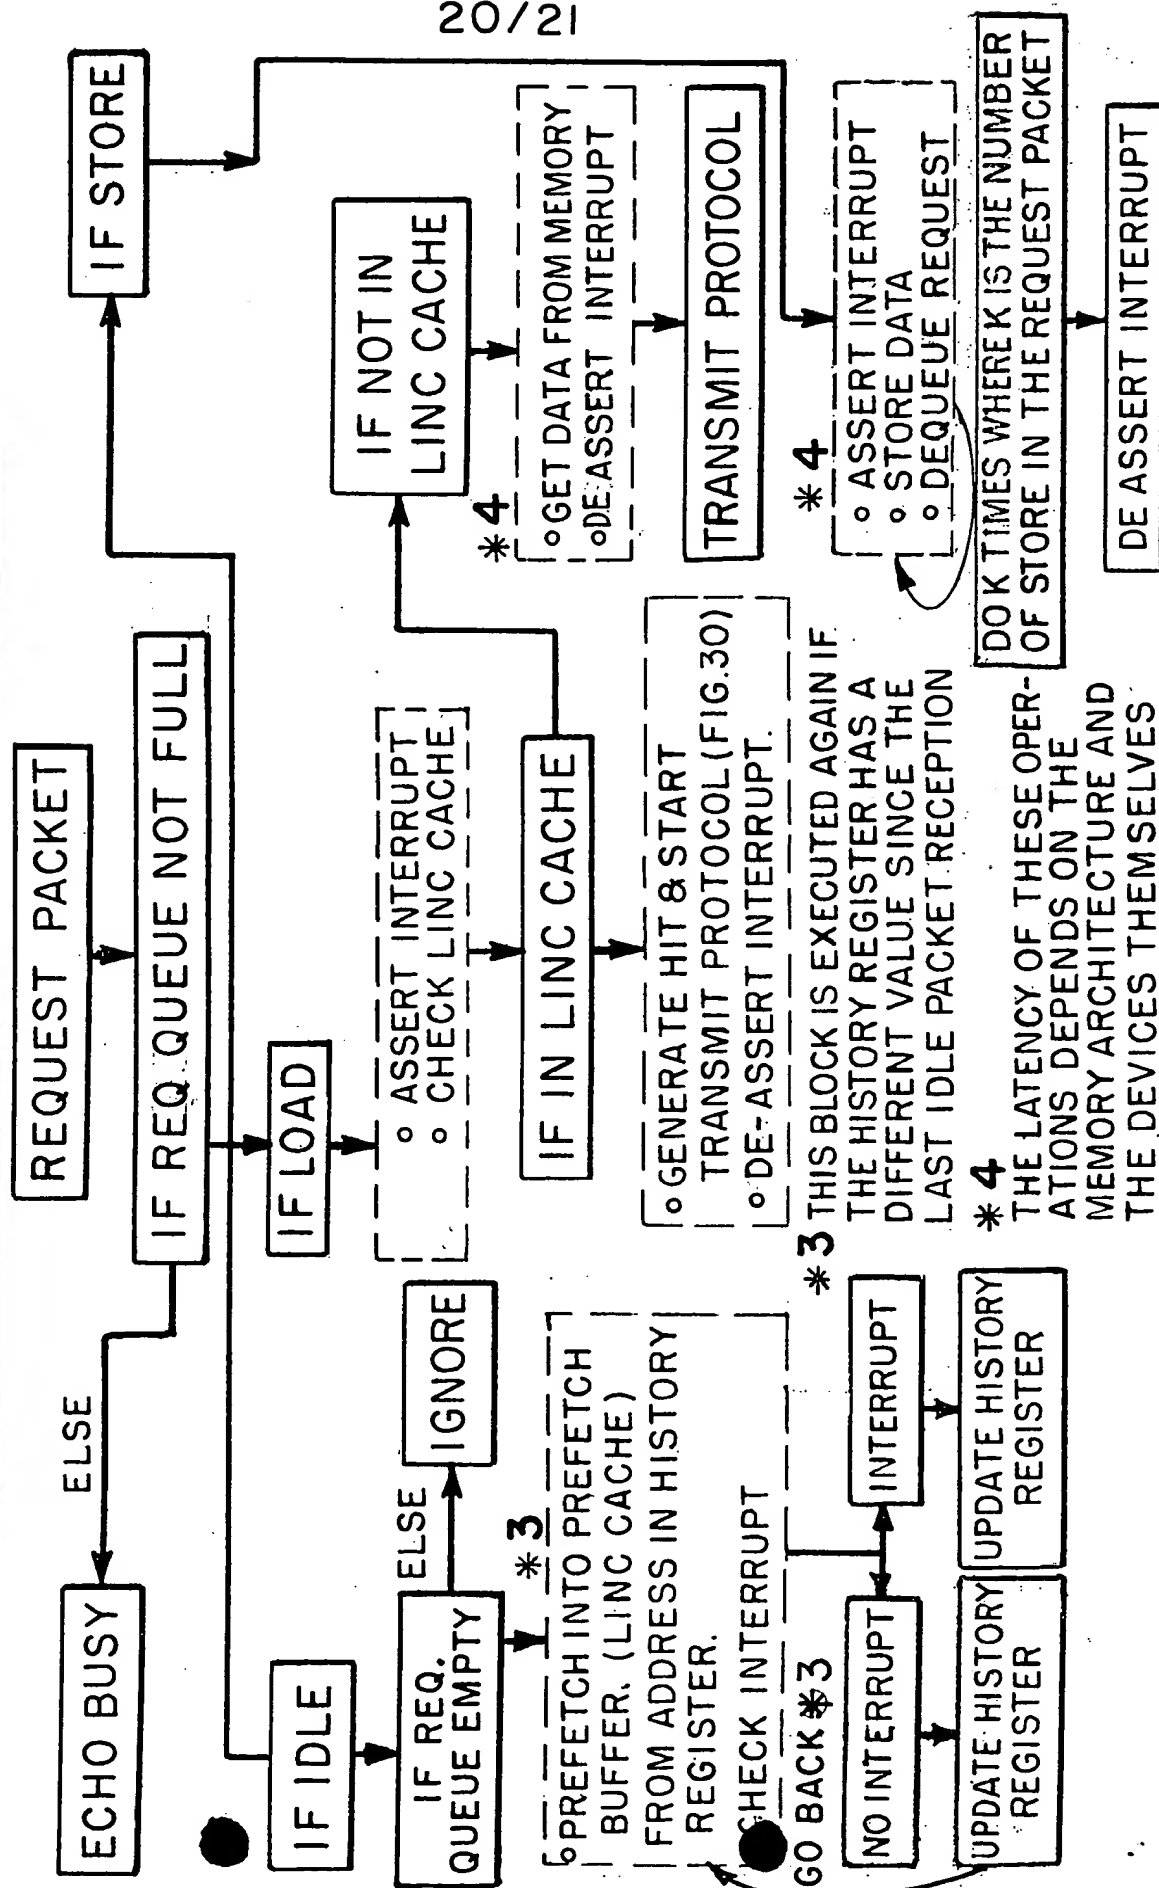 20/21
REQUEST PACKET
IF REQ. QUEUE NOT FULL
ELSE
ECHO BUSY
IF IDLE
IF LOAD
IF STORE
IF REQ.
QUEUE EMPTY
ELSE
IGNORE
*3
○ PREFETCH INTO PREFETCH
BUFFER. (LINC CACHE)
FROM ADDRESS IN HISTORY
REGISTER.
CHECK INTERRUPT
GO BACK *3
NO INTERRUPT
INTERRUPT
UPDATE HISTORY
REGISTER
UPDATE HISTORY
REGISTER
○ ASSERT INTERRUPT
○ CHECK LINC CACHE.
IF IN LINC CACHE
○ GENERATE HIT & START
TRANSMIT PROTOCOL (FIG.30)
○ DE-ASSERT INTERRUPT.
IF NOT IN
LINC CACHE
*4
○ GET DATA FROM MEMORY
○ DE ASSERT INTERRUPT
TRANSMIT PROTOCOL
*4
○ ASSERT INTERRUPT
○ STORE DATA
○ DEQUEUE REQUEST
DO K TIMES WHERE K IS THE NUMBER
OF STORE IN THE REQUEST PACKET
DE ASSERT INTERRUPT
*3 THIS BLOCK IS EXECUTED AGAIN IF
THE HISTORY REGISTER HAS A
DIFFERENT VALUE SINCE THE
LAST IDLE PACKET RECEPTION
*4
THE LATENCY OF THESE OPER-
ATIONS DEPENDS ON THE
MEMORY ARCHITECTURE AND
THE DEVICES THEMSELVES